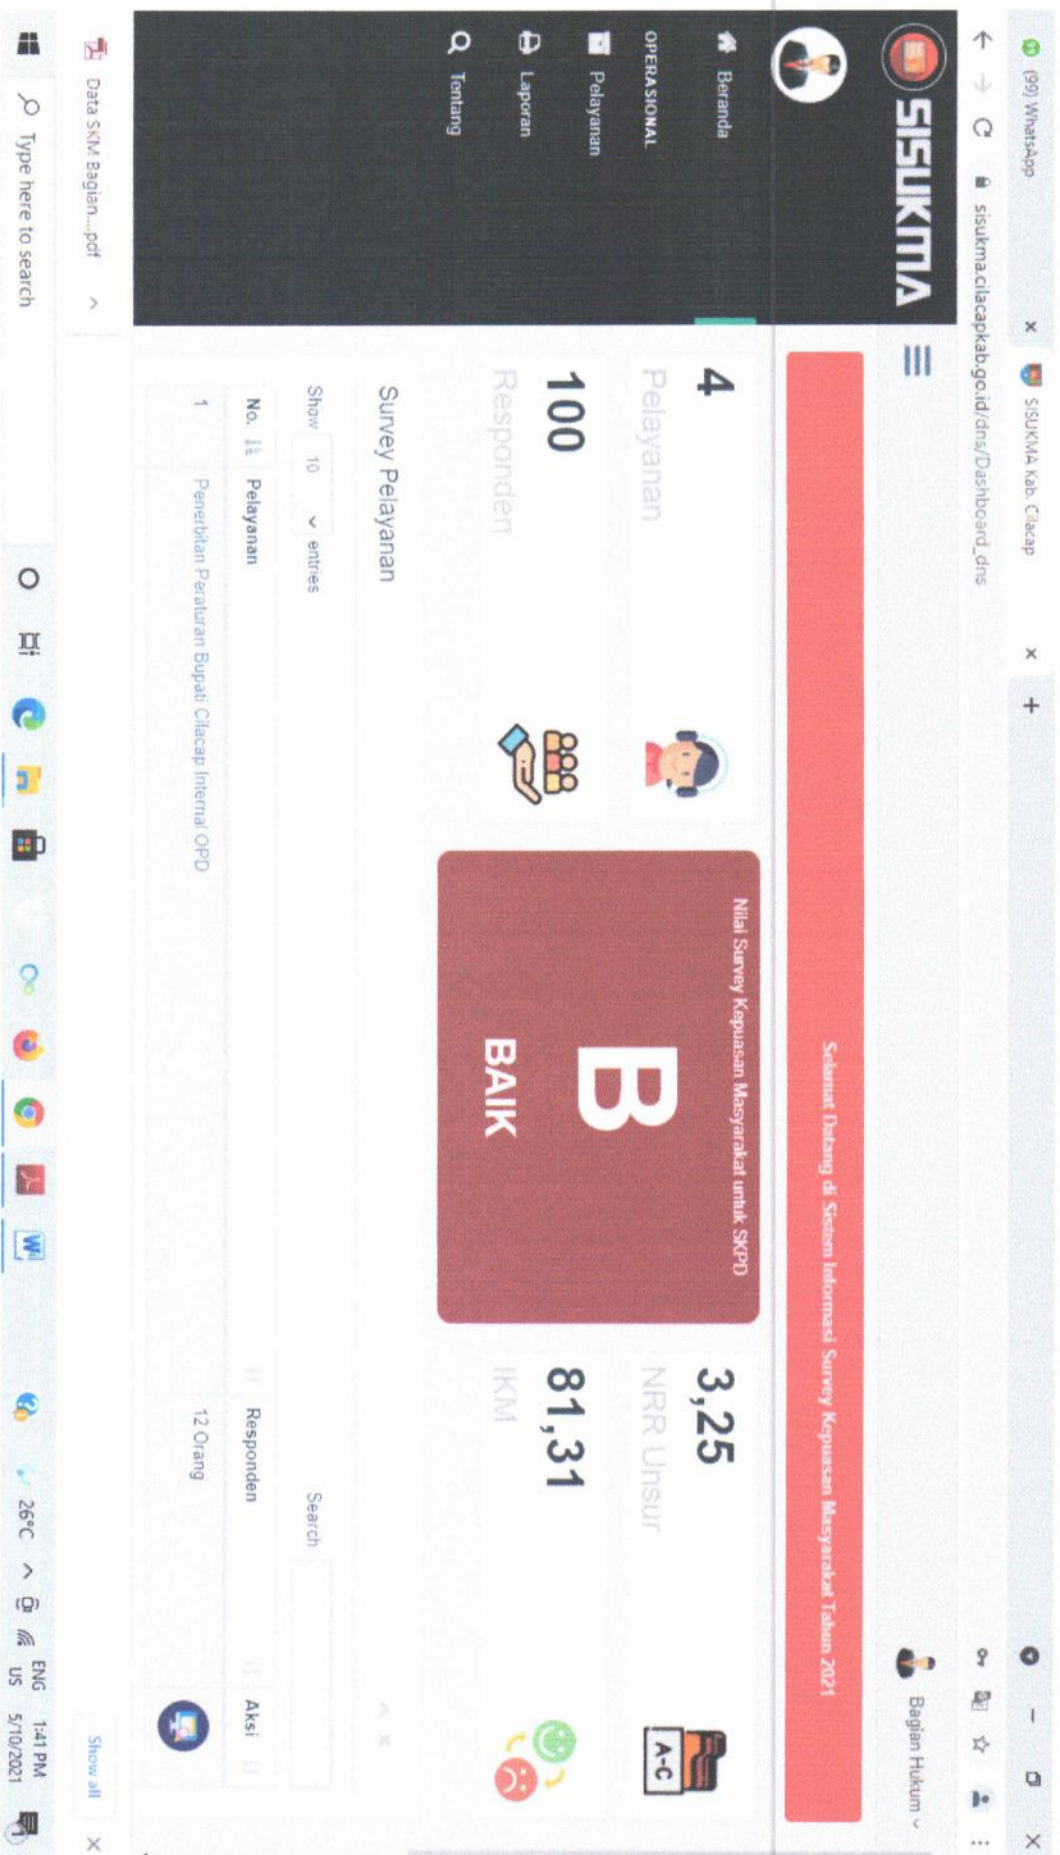 (99) WhatsApp
SISUKMA Kab. Cilacap
sisukma.cilacapkab.go.id/dns/Dashboard_dns
SISUKMA
Bagian Hukum
Selamat Datang di Sistem Informasi Survey Kepuasan Masyarakat Tahun 2021
Beranda
OPERASIONAL
Pelayanan
Laporan
Tentang
4
Pelayanan
100
Responden
Nilai Survey Kepuasan Masyarakat untuk SKPD
B
BAIK
3,25
NRR Unsur
A-C
81,31
IKM
Survey Pelayanan
Show 10 entries
Search
No. Pelayanan Responden Aksi
1 Penerbitan Peraturan Bupati Cilacap Internal OPD 12 Orang
Data SKM Bagian....pdf
Show all
Type here to search
26°C
ENG
US
1:41 PM
5/10/2021
1